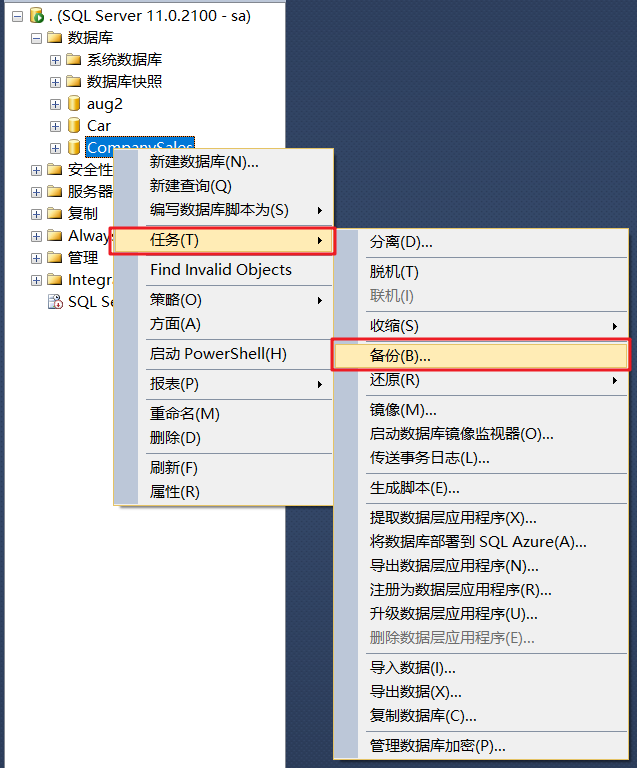 . (SQL Server 11.0.2100 - sa)
数据库
系统数据库
数据库快照
aug2
Car
CompanySales
安全性
服务器
复制
Always
管理
Integra
SQL Se
新建数据库(N)...
新建查询(Q)
编写数据库脚本为(S)
任务(T)
Find Invalid Objects
策略(O)
方面(A)
启动 PowerShell(H)
报表(P)
重命名(M)
删除(D)
刷新(F)
属性(R)
分离(D)...
脱机(T)
联机(I)
收缩(S)
备份(B)...
还原(R)
镜像(M)...
启动数据库镜像监视器(O)...
传送事务日志(L)...
生成脚本(E)...
提取数据层应用程序(X)...
将数据库部署到 SQL Azure(A)...
导出数据层应用程序(N)...
注册为数据层应用程序(R)...
升级数据层应用程序(U)...
删除数据层应用程序(E)...
导入数据(I)...
导出数据(X)...
复制数据库(C)...
管理数据库加密(P)...